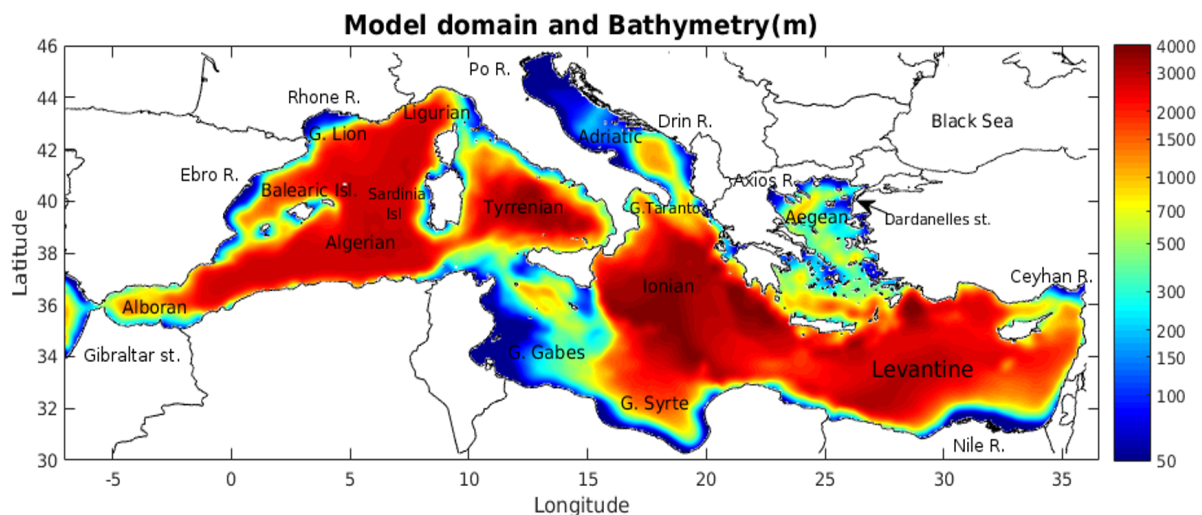 Model domain and Bathymetry(m)
46
44
42
40
38
36
34
32
30
Latitude
Po R.
Rhone R.
Ligurian
G. Lion
Adriatic
Drin R.
Black Sea
Ebro R.
Balearic Isl.
Sardinia
Isl
Axios R.
Tyrrenian
G.Taranto
Aegean
Dardanelles st.
Algerian
Ionian
Ceyhan R.
Alboran
Gibraltar st.
G. Gabes
Levantine
G. Syrte
Nile R.
-5
0
5
10
15
20
25
30
35
Longitude
4000
3000
2000
1500
1000
700
500
300
200
150
100
50